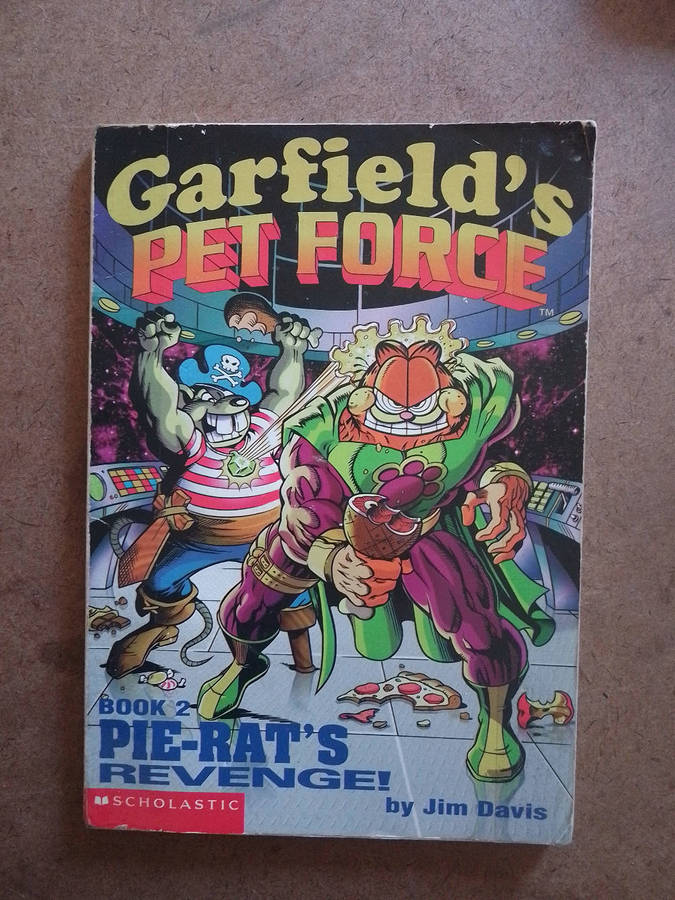 Garfield's
PET FORCE
TM
BOOK 2
PIE-RAT'S
REVENGE!
SCHOLASTIC
by Jim Davis